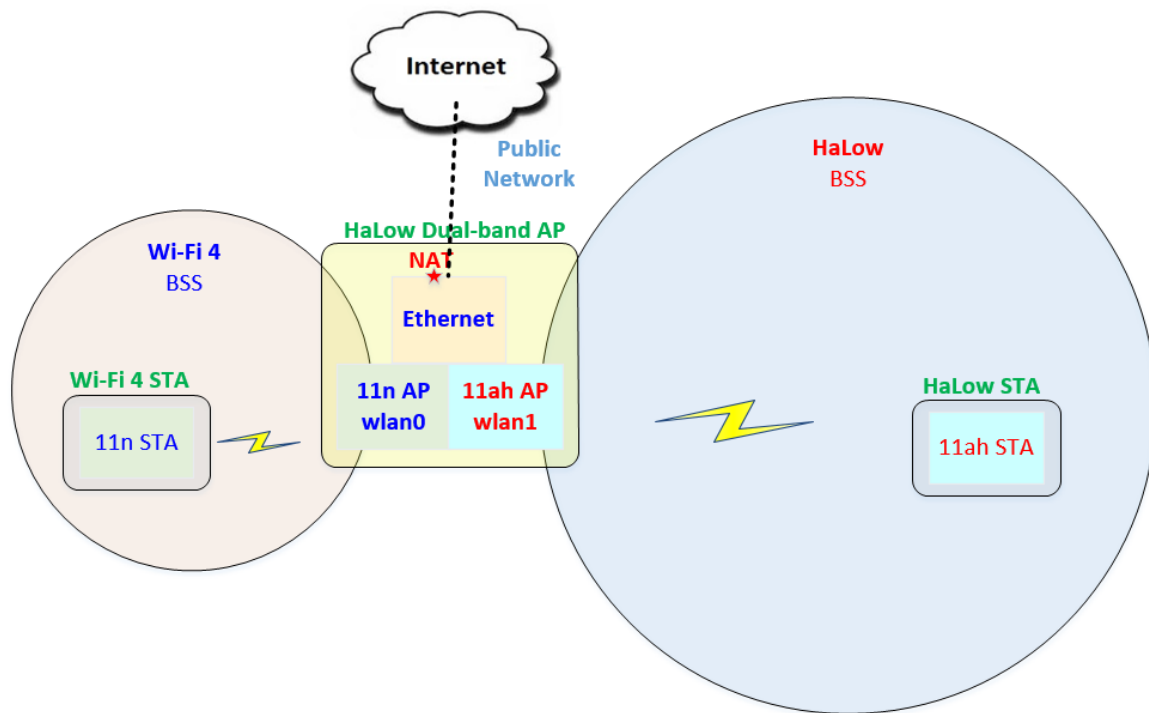 Internet
Public
Network
HaLow
BSS
HaLow Dual-band AP
NAT
Wi-Fi 4
BSS
Ethernet
Wi-Fi 4 STA
11n STA
11n AP
wlan0
11ah AP
wlan1
HaLow STA
11ah STA